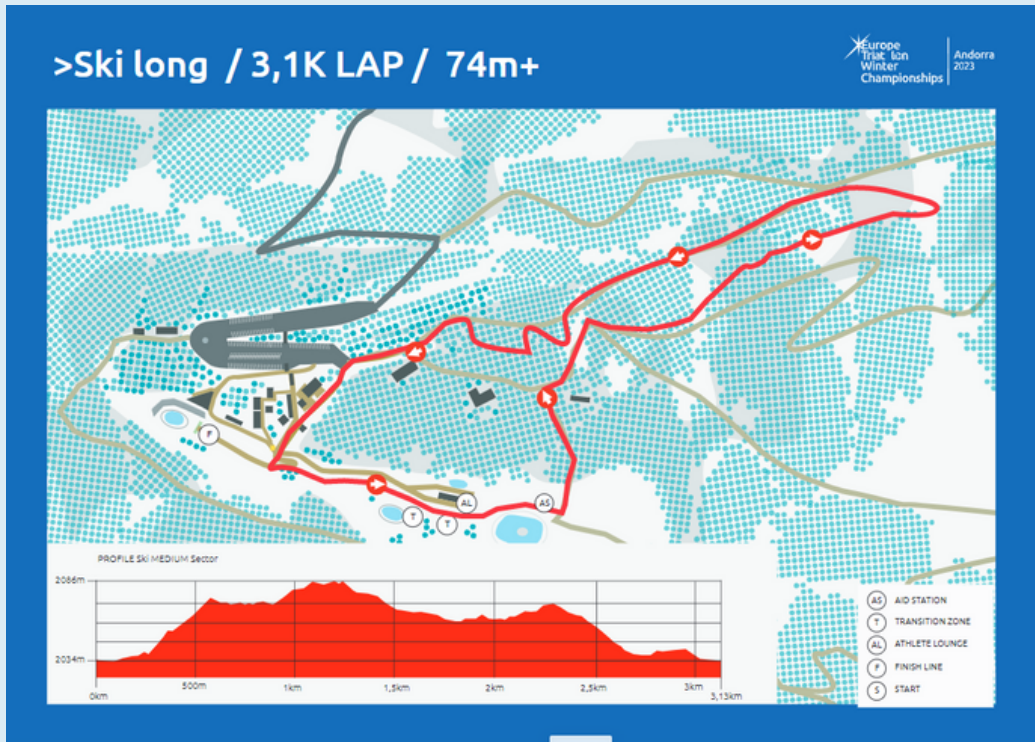 >Ski long / 3,1K LAP / 74m+
Europe
Triatlon
Winter
Championships
Andorra
2023
F
AL
AS
T
T
PROFILE Ski MEDIUM Sector
2086m
2034m
0km
500m
1km
1,5km
2km
2,5km
3km
3,13km
AS AID STATION
T TRANSITION ZONE
AL ATHLETE LOUNGE
F FINISH LINE
S START